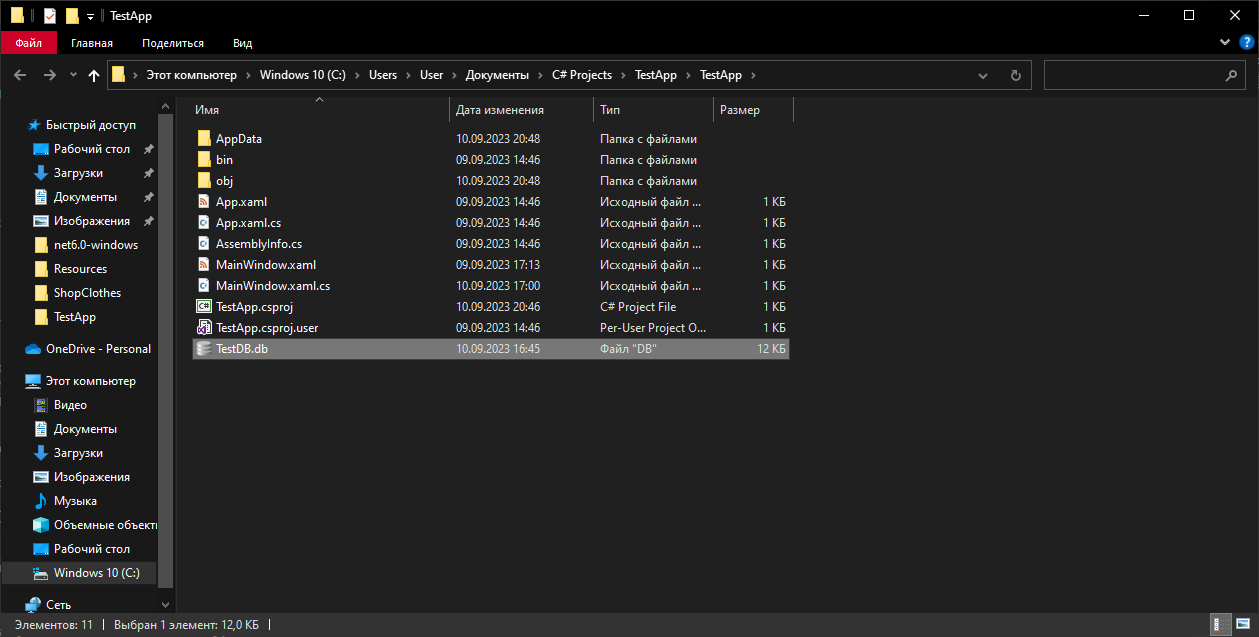 TestApp
Файл Главная Поделиться Вид
Этот компьютер > Windows 10 (C:) > Users > User > Документы > C# Projects > TestApp > TestApp >
Имя Дата изменения Тип Размер
Быстрый доступ
Рабочий стол
Загрузки
Документы
Изображения
net6.0-windows
Resources
ShopClothes
TestApp
OneDrive - Personal
Этот компьютер
Видео
Документы
Загрузки
Изображения
Музыка
Объемные объекты
Рабочий стол
Windows 10 (C:)
Сеть
AppData 10.09.2023 20:48 Папка с файлами
bin 09.09.2023 14:46 Папка с файлами
obj 10.09.2023 20:48 Папка с файлами
App.xaml 09.09.2023 14:46 Исходный файл ... 1 КБ
App.xaml.cs 09.09.2023 14:46 Исходный файл ... 1 КБ
AssemblyInfo.cs 09.09.2023 14:46 Исходный файл ... 1 КБ
MainWindow.xaml 09.09.2023 17:13 Исходный файл ... 1 КБ
MainWindow.xaml.cs 10.09.2023 17:00 Исходный файл ... 1 КБ
TestApp.csproj 10.09.2023 20:46 C# Project File 1 КБ
TestApp.csproj.user 09.09.2023 14:46 Per-User Project O... 1 КБ
TestDB.db 10.09.2023 16:45 Файл "DB" 12 КБ
Элементов: 11 | Выбран 1 элемент: 12,0 КБ |